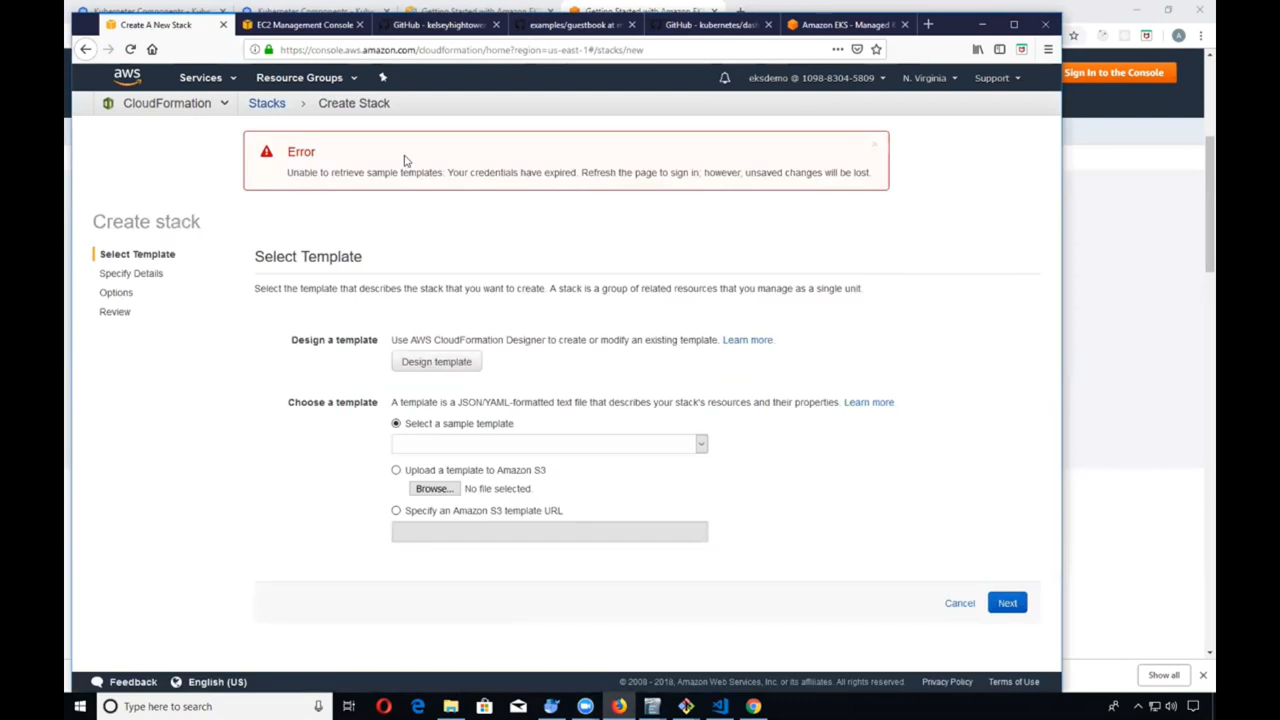 Create A New Stack
EC2 Management Console
GitHub - kelseyhightowe
examples/guestbook at m
GitHub - kubernetes/das
Amazon EKS - Managed
https://console.aws.amazon.com/cloudformation/home?region=us-east-1#/stacks/new
Sign In to the Console
aws
Services
Resource Groups
eksdemo @ 1098-8304-5809
N. Virginia
Support
CloudFormation
Stacks
Create Stack
Error
Unable to retrieve sample templates: Your credentials have expired. Refresh the page to sign in; however, unsaved changes will be lost.
Create stack
Select Template
Specify Details
Options
Review
Select Template
Select the template that describes the stack that you want to create. A stack is a group of related resources that you manage as a single unit.
Design a template
Use AWS CloudFormation Designer to create or modify an existing template. Learn more.
Design template
Choose a template
A template is a JSON/YAML-formatted text file that describes your stack's resources and their properties. Learn more.
Select a sample template
Upload a template to Amazon S3
Browse... No file selected.
Specify an Amazon S3 template URL
Cancel
Next
Feedback
English (US)
© 2008 - 2018, Amazon Web Services, Inc. or its affiliates. All rights reserved.
Privacy Policy
Terms of Use
Show all
Type here to search